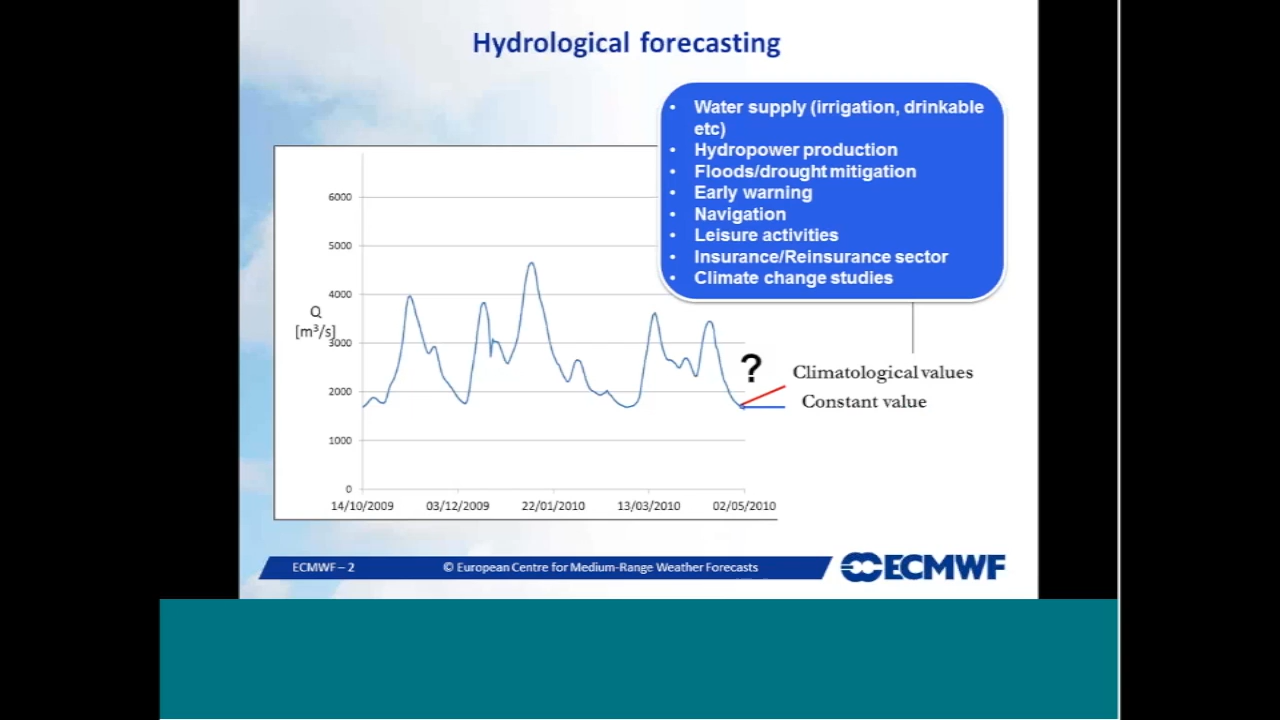 Hydrological forecasting
• Water supply (irrigation, drinkable
etc)
• Hydropower production
• Floods/drought mitigation
• Early warning
• Navigation
• Leisure activities
• Insurance/Reinsurance sector
• Climate change studies
6000
5000
4000
Q
[m³/s]
3000
2000
1000
0
14/10/2009 03/12/2009 22/01/2010 13/03/2010 02/05/2010
?
Climatological values
Constant value
ECMWF – 2 © European Centre for Medium-Range Weather Forecasts
ECMWF